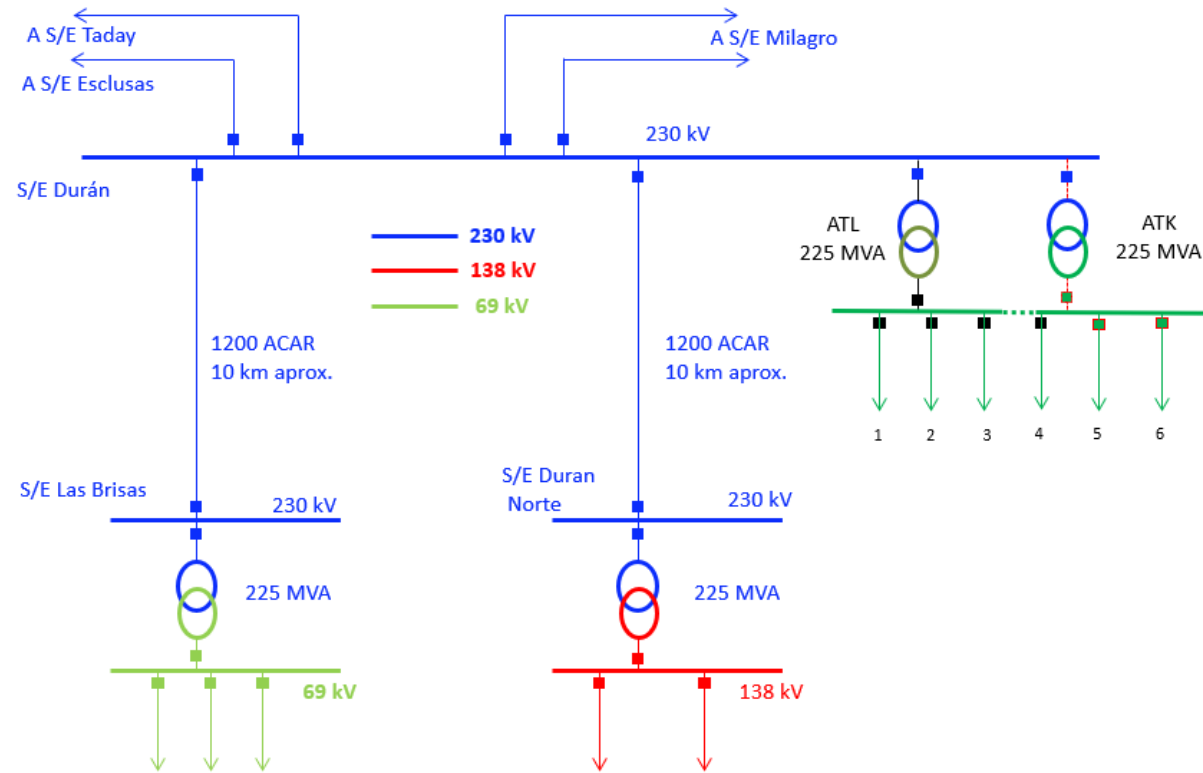 A S/E Taday
A S/E Milagro
A S/E Esclusas
230 kV
S/E Durán
ATL
225 MVA
ATK
225 MVA
230 kV
138 kV
69 kV
1200 ACAR
10 km aprox.
1200 ACAR
10 km aprox.
1 2 3 4 5 6
S/E Las Brisas
230 kV
S/E Duran
Norte
230 kV
225 MVA
225 MVA
69 kV
138 kV